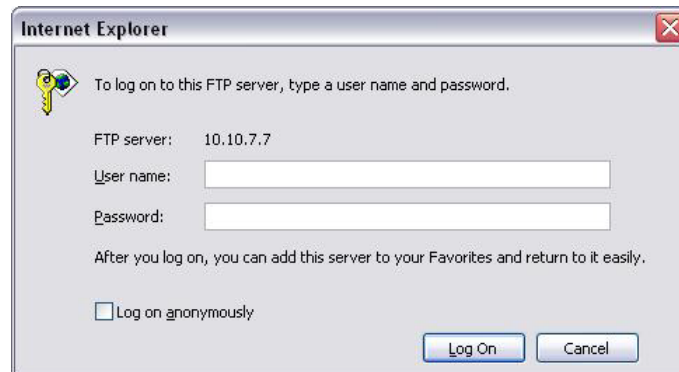 Internet Explorer
To log on to this FTP server, type a user name and password.
FTP server: 10.10.7.7
User name:
Password:
After you log on, you can add this server to your Favorites and return to it easily.
Log on anonymously
Log On Cancel